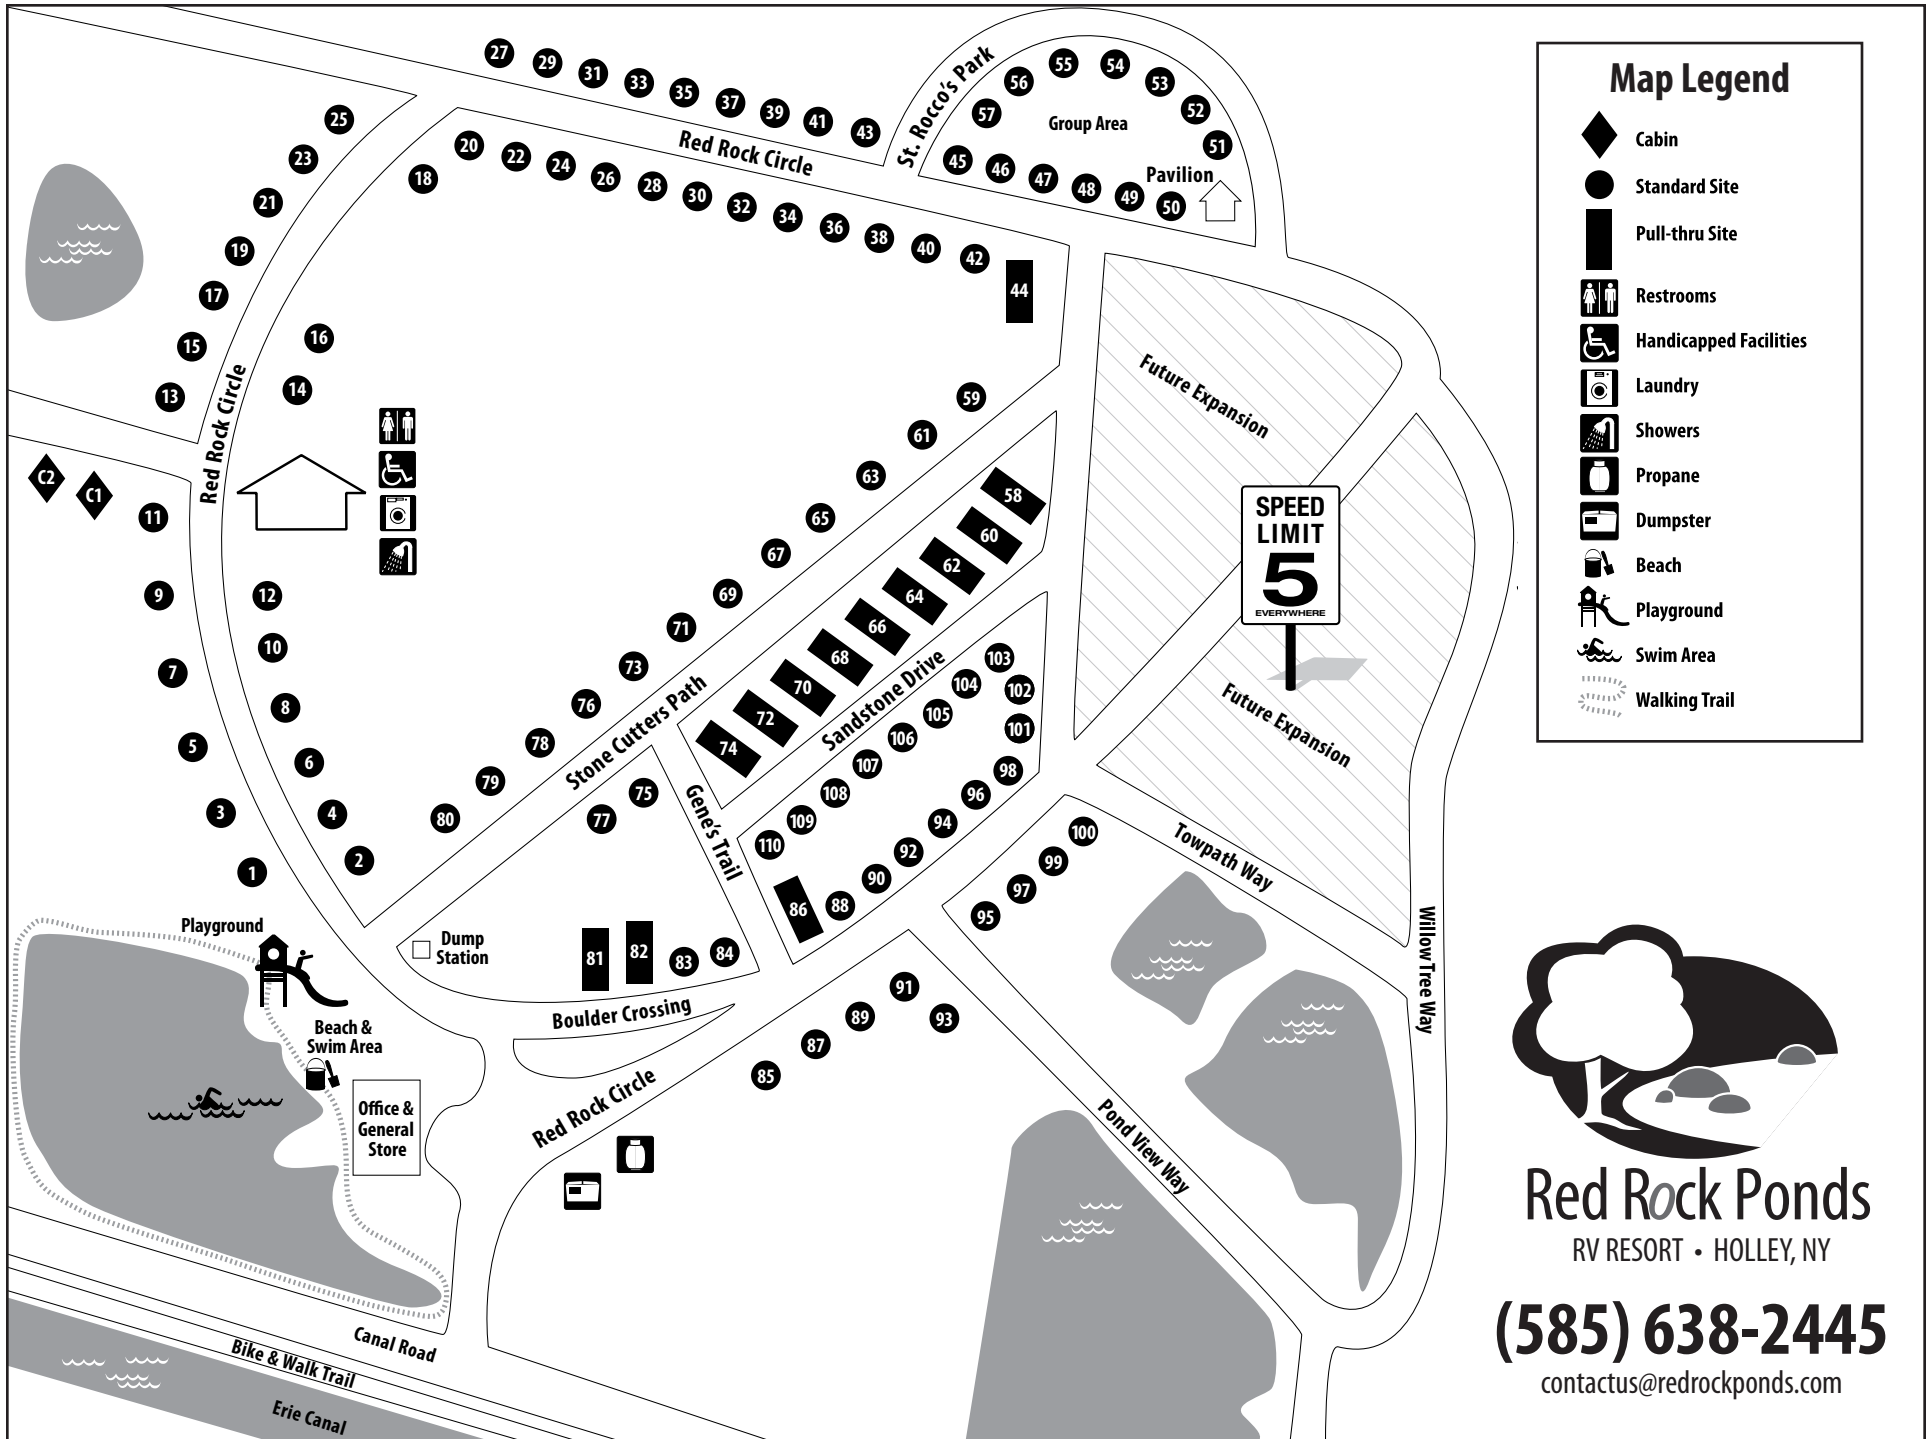 27
29
31
33
35
37
39
41
43
St. Rocco's Park
55
54
56
53
57
52
51
Group Area
45
46
47
48
49
50
Pavilion
Red Rock Circle
25
23
21
19
17
15
13
20
18
22
24
26
28
30
32
34
36
38
40
42
44
16
14
Red Rock Circle
C2
C1
11
9
7
5
3
1
12
10
8
6
4
2
59
61
63
65
67
69
71
73
76
78
79
80
Stone Cutters Path
58
60
62
64
66
68
70
72
74
Sandstone Drive
103
104
102
105
101
106
107
108
109
110
98
96
94
92
90
88
86
Gene's Trail
75
77
Dump
Station
81
82
83
84
Boulder Crossing
Red Rock Circle
85
87
89
91
93
95
97
99
100
Future Expansion
SPEED
LIMIT
5
EVERYWHERE
Future Expansion
Towpath Way
Willow Tree Way
Pond View Way
Playground
Beach &
Swim Area
Office &
General
Store
Canal Road
Bike & Walk Trail
Erie Canal
Map Legend
Cabin
Standard Site
Pull-thru Site
Restrooms
Handicapped Facilities
Laundry
Showers
Propane
Dumpster
Beach
Playground
Swim Area
Walking Trail
Red Rock Ponds
RV RESORT • HOLLEY, NY
(585) 638-2445
contactus@redrockponds.com